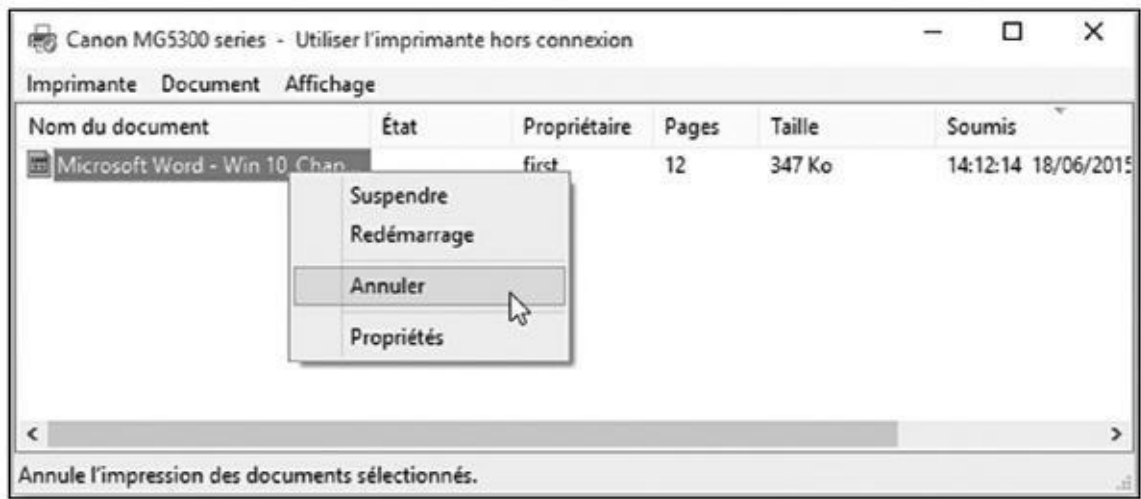 Canon MG5300 series - Utiliser l'imprimante hors connexion
Imprimante Document Affichage
Nom du document État Propriétaire Pages Taille Soumis
Microsoft Word - Win 10_Chap... first 12 347 Ko 14:12:14 18/06/2015
Suspendre
Redémarrage
Annuler
Propriétés
Annule l'impression des documents sélectionnés.